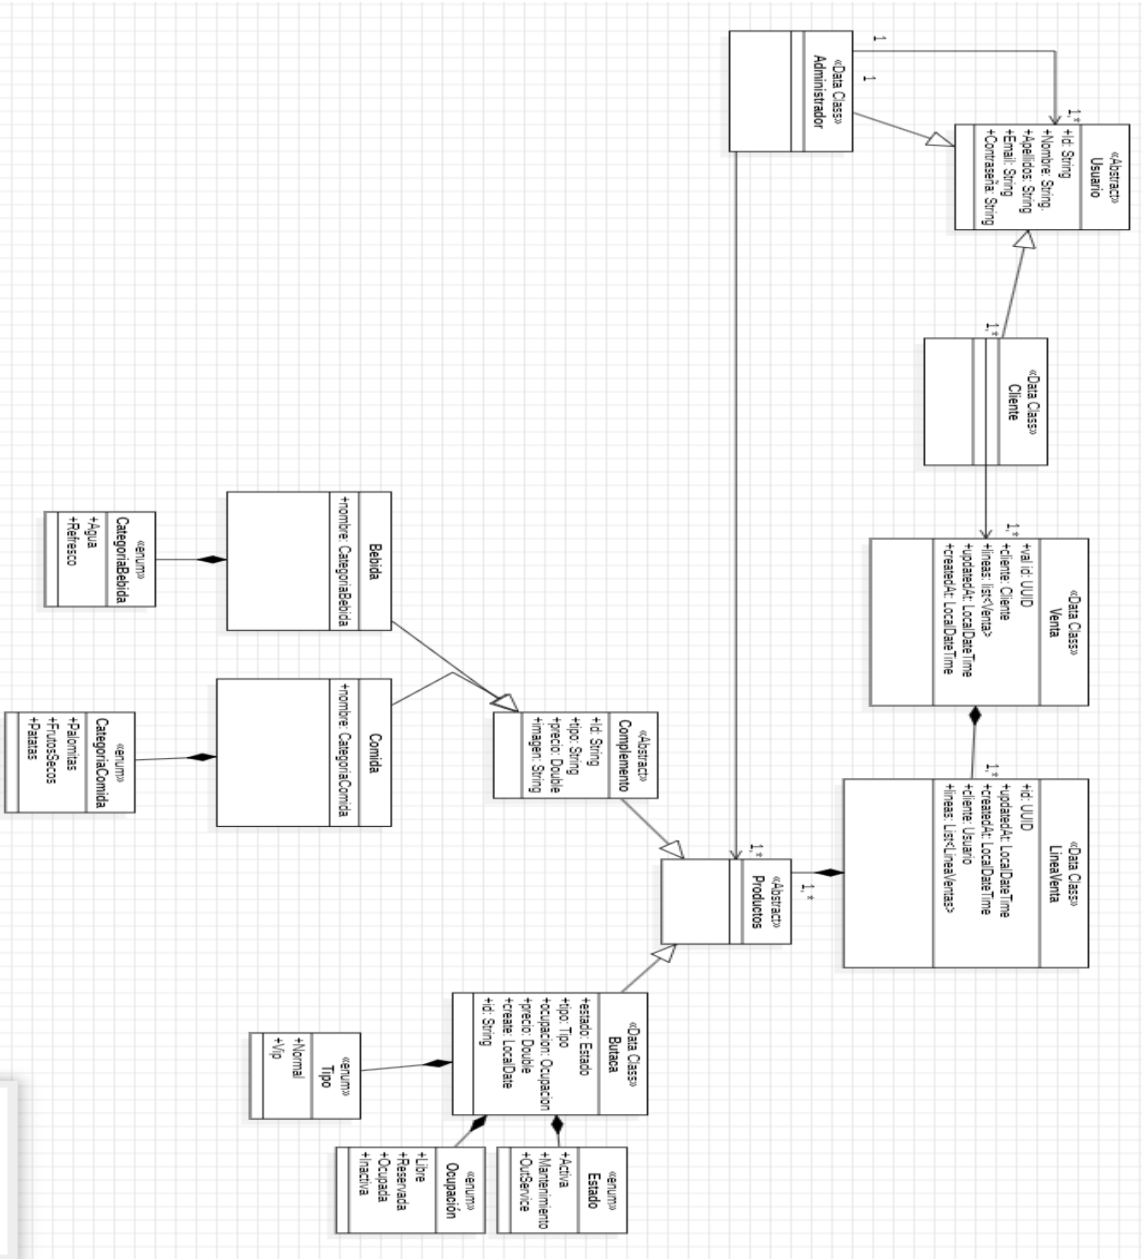 «Abstract»
Usuario
+Id: String
+Nombre: String.
+Apellidos: String
+Email: String
+Contraseña: String
1..*
1
1
«Data Class»
Administrador
«Data Class»
Cliente
1..*
1..*
«Data Class»
Venta
+val id: UUID
+cliente: Cliente
+lineas: list<Venta>
+updatedAt: LocalDateTime
+createdAt: LocalDateTime
1..*
«Data Class»
LineaVenta
+id: UUID
+updatedAt: LocalDateTime
+createdAt: LocalDateTime
+cliente: Usuario
+lineas: List<LineaVentas>
1..*
1..*
«Abstract»
Productos
«Abstract»
Complemento
+Id: String
+tipo: String
+precio: Double
+imagen: String
Bebida
+nombre: CategoriaBebida
«enum»
CategoriaBebida
+Agua
+Refresco
Comida
+nombre: CategoriaComida
«enum»
CategoriaComida
+Palomitas
+FrutosSecos
+Patatas
«Data Class»
Butaca
+estado: Estado
+tipo: Tipo
+ocupacion: Ocupacion
+precio: Double
+create: LocalDate
+id: String
«enum»
Tipo
+Normal
+Vip
«enum»
Estado
+Activa
+Mantenimiento
+OutService
«enum»
Ocupación
+Libre
+Reservada
+Ocupada
+Inactiva